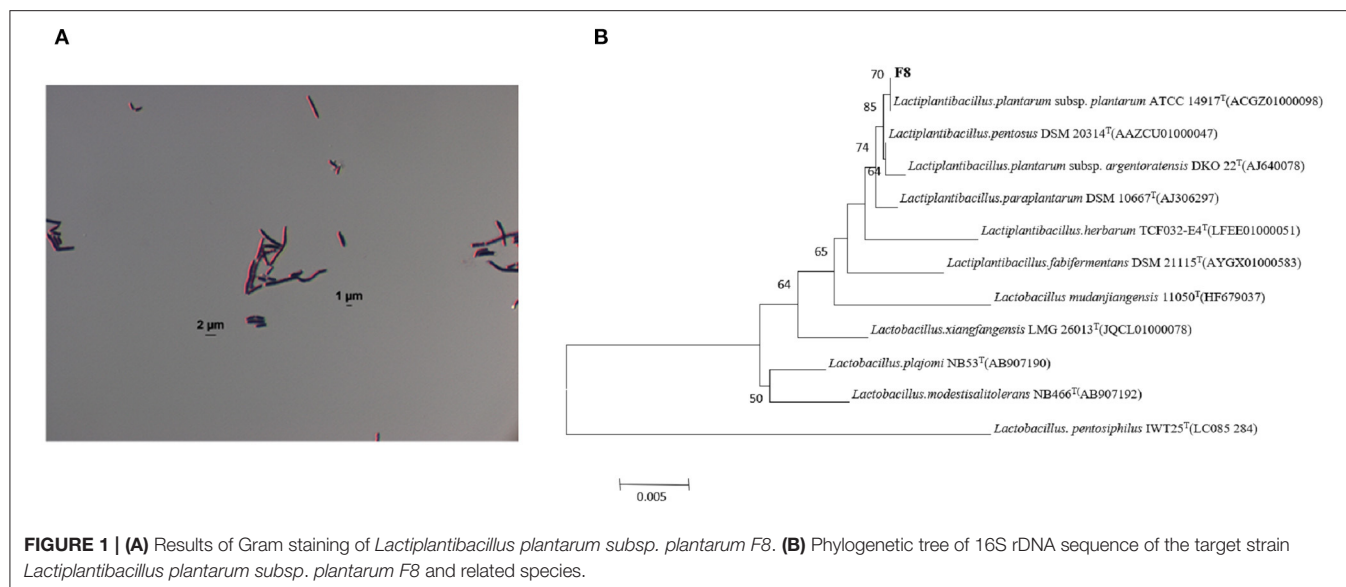 A
B
2 µm
1 µm
70
F8
85
Lactiplantibacillus.plantarum subsp. plantarum ATCC 14917ᵀ(ACGZ01000098)
74
Lactiplantibacillus.pentosus DSM 20314ᵀ(AAZCU01000047)
64
Lactiplantibacillus.plantarum subsp. argentoratensis DKO 22ᵀ(AJ640078)
Lactiplantibacillus.paraplantarum DSM 10667ᵀ(AJ306297)
Lactiplantibacillus.herbarum TCF032-E4ᵀ(LFEE01000051)
65
Lactiplantibacillus.fabifermentans DSM 21115ᵀ(AYGX01000583)
64
Lactobacillus mudanjiangensis 11050ᵀ(HF679037)
Lactobacillus.xiangfangensis LMG 26013ᵀ(JQCL01000078)
Lactobacillus.plajomi NB53ᵀ(AB907190)
50
Lactobacillus.modestisalitolerans NB466ᵀ⁽AB907192)
Lactobacillus. pentosiphilus IWT25ᵀ(LC085 284)
0.005
FIGURE 1 | (A) Results of Gram staining of Lactiplantibacillus plantarum subsp. plantarum F8. (B) Phylogenetic tree of 16S rDNA sequence of the target strain
Lactiplantibacillus plantarum subsp. plantarum F8 and related species.